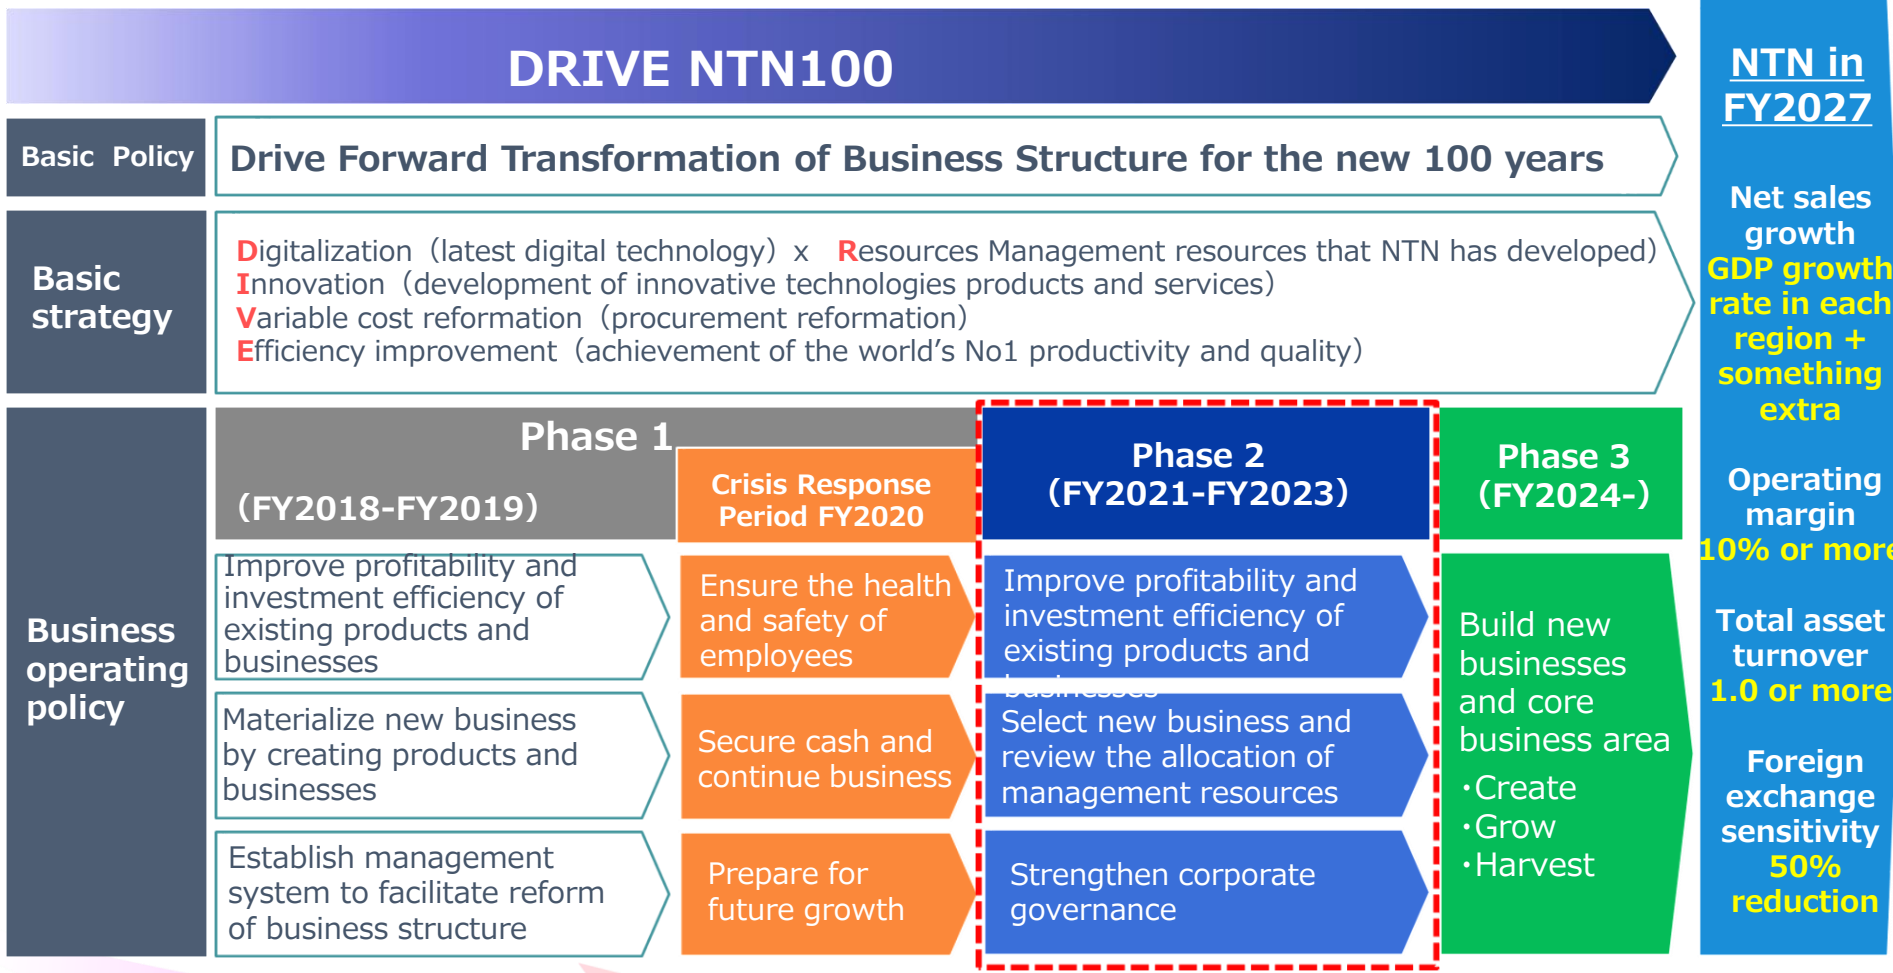 DRIVE NTN100
Basic Policy
Drive Forward Transformation of Business Structure for the new 100 years
Basic
strategy
Digitalization（latest digital technology）x Resources Management resources that NTN has developed)
Innovation（development of innovative technologies products and services）
Variable cost reformation（procurement reformation）
Efficiency improvement（achievement of the world’s No1 productivity and quality）
Business
operating
policy
Phase 1
（FY2018-FY2019）
Crisis Response
Period FY2020
Improve profitability and
investment efficiency of
existing products and
businesses
Materialize new business
by creating products and
businesses
Establish management
system to facilitate reform
of business structure
Ensure the health
and safety of
employees
Secure cash and
continue business
Prepare for
future growth
Phase 2
（FY2021-FY2023）
Improve profitability and
investment efficiency of
existing products and
businesses
Select new business and
review the allocation of
management resources
Strengthen corporate
governance
Phase 3
(FY2024-)
Build new
businesses
and core
business area
・Create
・Grow
・Harvest
NTN in
FY2027
Net sales
growth
GDP growth
rate in each
region +
something
extra
Operating
margin
10% or more
Total asset
turnover
1.0 or more
Foreign
exchange
sensitivity
50%
reduction